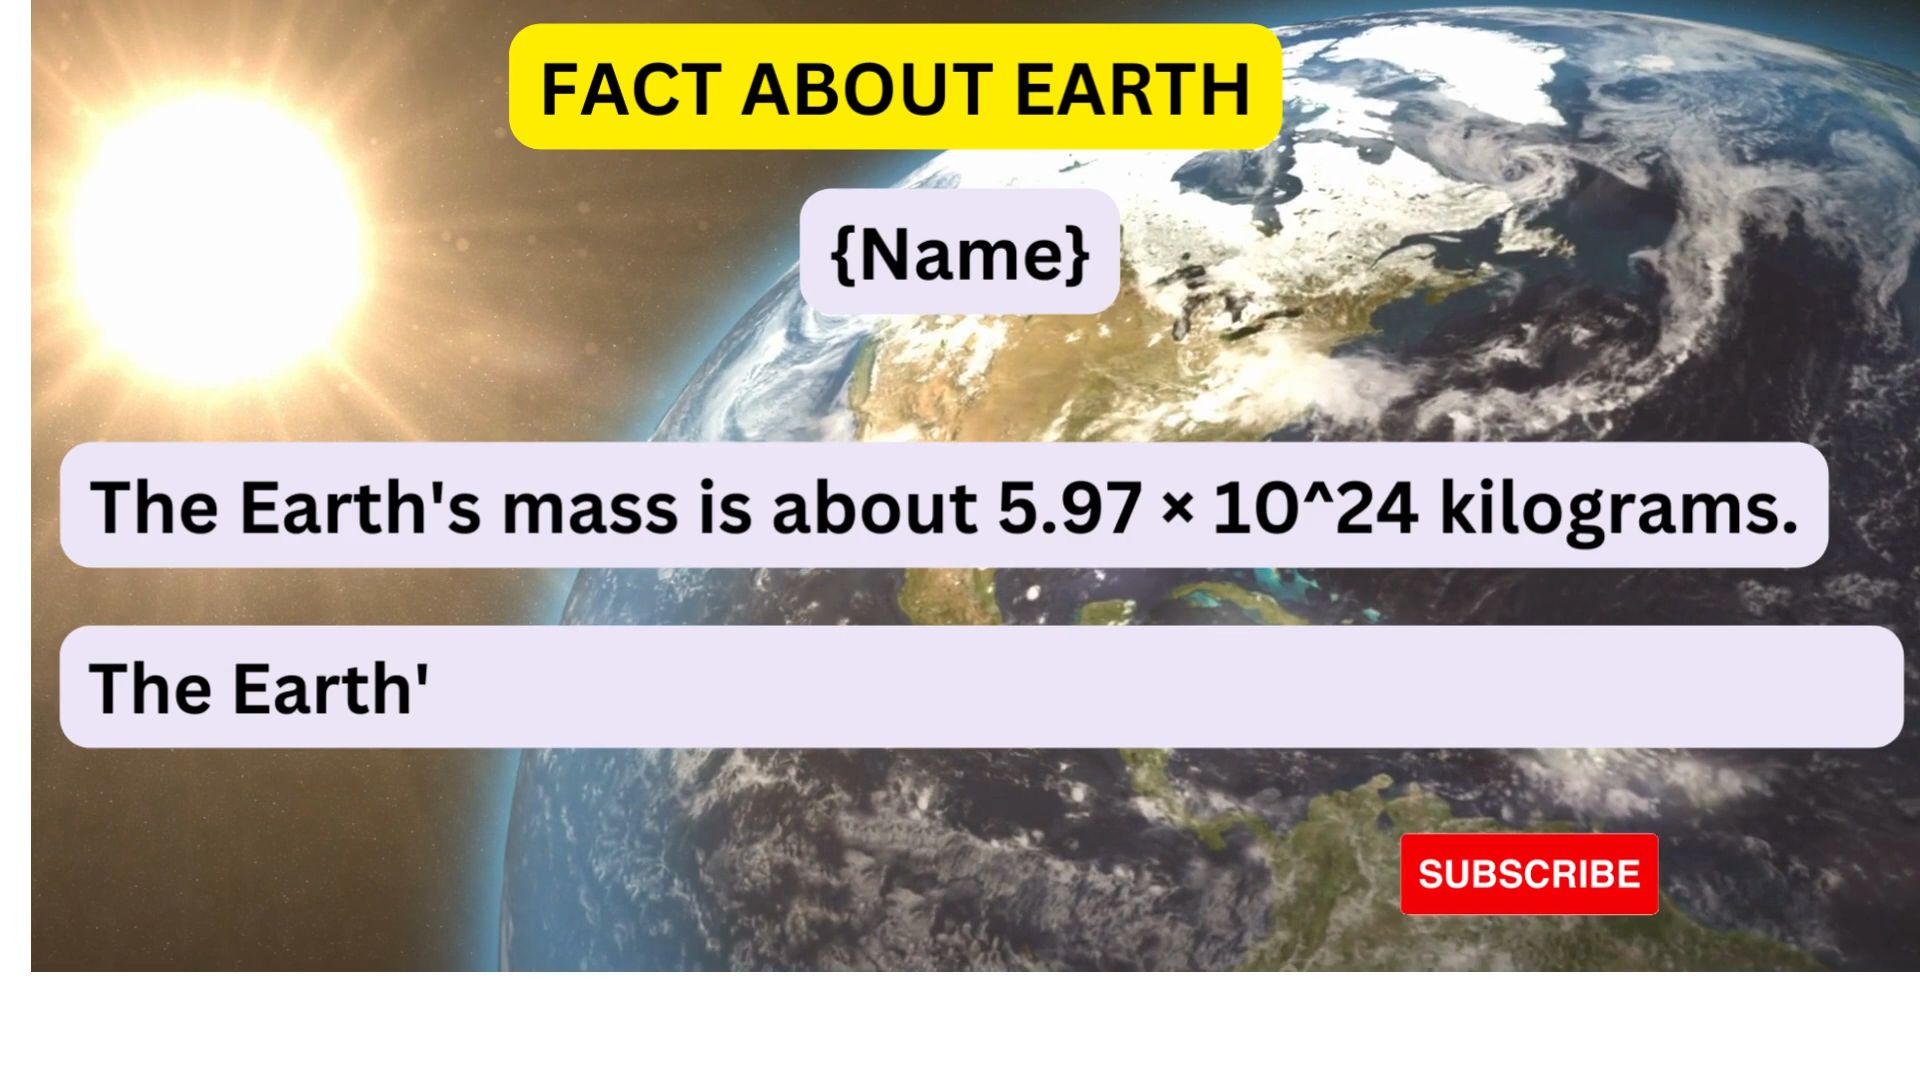 FACT ABOUT EARTH
{Name}
The Earth's mass is about 5.97 × 10^24 kilograms.
The Earth'
SUBSCRIBE